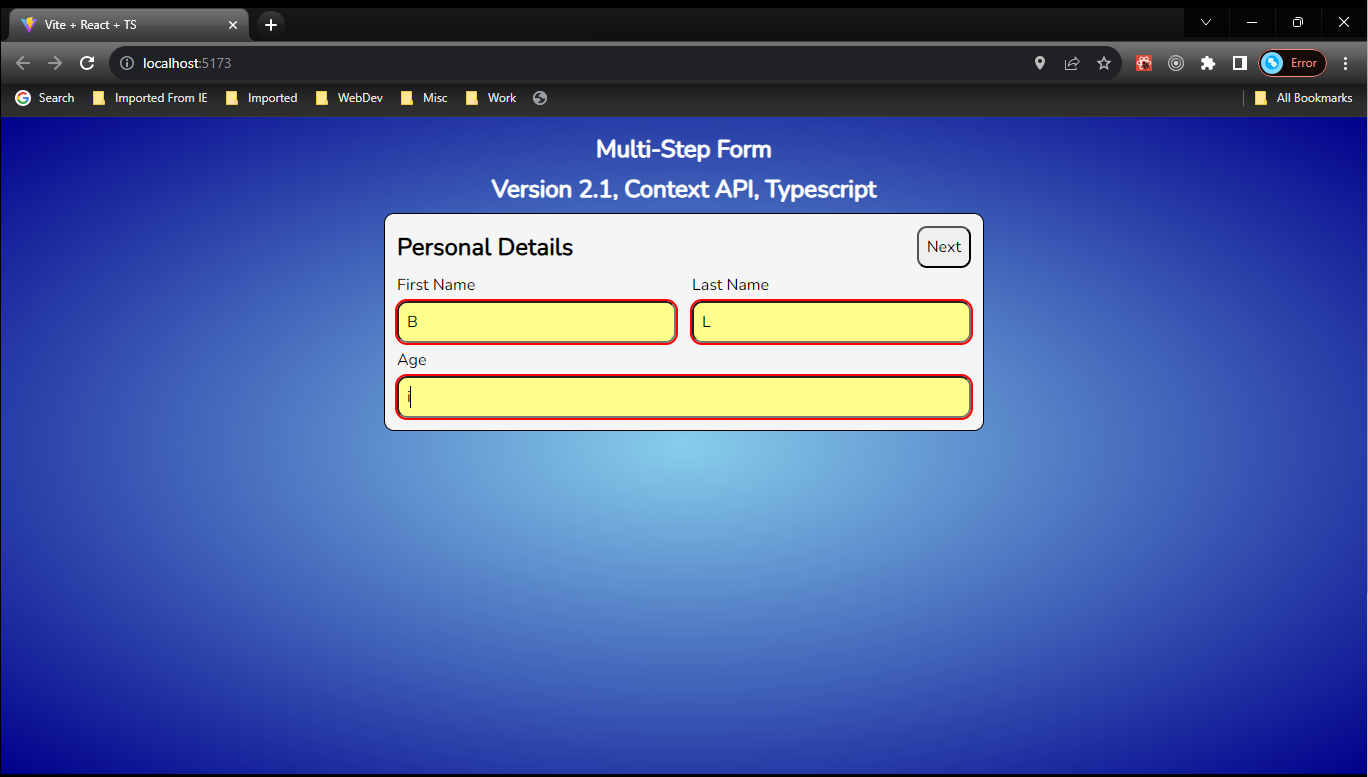 Vite + React + TS
localhost:5173
Error
Search Imported From IE Imported WebDev Misc Work All Bookmarks
Multi-Step Form
Version 2.1, Context API, Typescript
Personal Details Next
First Name Last Name
B L
Age
i